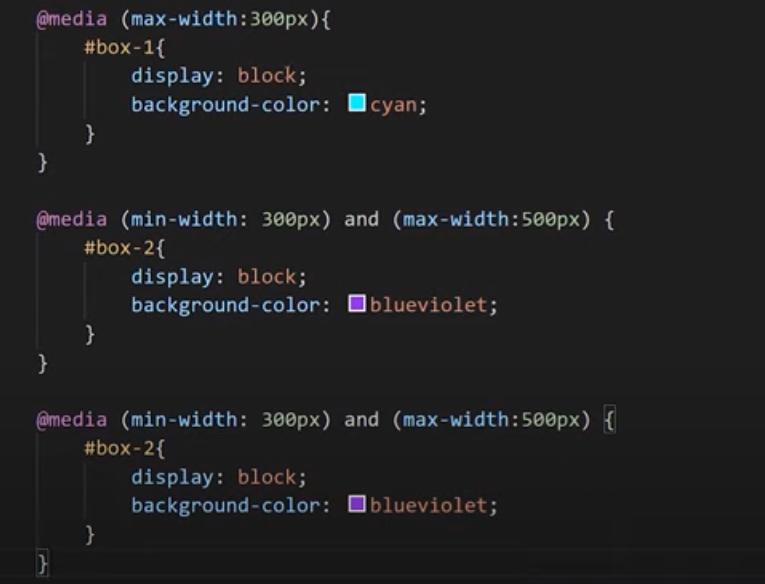 @media (max-width:300px){
    #box-1{
        display: block;
        background-color: cyan;
    }
}
@media (min-width: 300px) and (max-width:500px) {
    #box-2{
        display: block;
        background-color: blueviolet;
    }
}
@media (min-width: 300px) and (max-width:500px) {
    #box-2{
        display: block;
        background-color: blueviolet;
    }
}